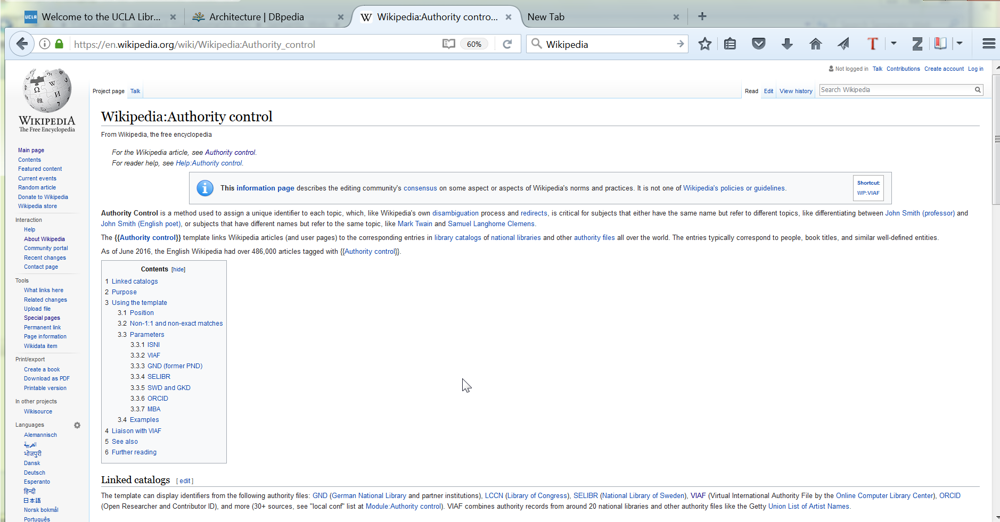 UCLA Welcome to the UCLA Libr... Architecture | DBpedia W Wikipedia:Authority contro... New Tab
https://en.wikipedia.org/wiki/Wikipedia:Authority_control 60% Wikipedia
Not logged in Talk Contributions Create account Log in
Project page Talk Read Edit View history Search Wikipedia
WIKIPEDIA
The Free Encyclopedia
Main page
Contents
Featured content
Current events
Random article
Donate to Wikipedia
Wikipedia store
Interaction
Help
About Wikipedia
Community portal
Recent changes
Contact page
Tools
What links here
Related changes
Upload file
Special pages
Permanent link
Page information
Wikidata item
Print/export
Create a book
Download as PDF
Printable version
In other projects
Wikisource
Languages
Alemannisch
العربية
भोजपुरी
Dansk
Deutsch
Esperanto
हिन्दी
日本語
Norsk bokmål
Português
Wikipedia:Authority control
From Wikipedia, the free encyclopedia
For the Wikipedia article, see Authority control.
For reader help, see Help:Authority control.
This information page describes the editing community's consensus on some aspect or aspects of Wikipedia's norms and practices. It is not one of Wikipedia's policies or guidelines.
Shortcut:
WP:VIAF
Authority Control is a method used to assign a unique identifier to each topic, which, like Wikipedia's own disambiguation process and redirects, is critical for subjects that either have the same name but refer to different topics, like differentiating between John Smith (professor) and
John Smith (English poet), or subjects that have different names but refer to the same topic, like Mark Twain and Samuel Langhorne Clemens.
The {{Authority control}} template links Wikipedia articles (and user pages) to the corresponding entries in library catalogs of national libraries and other authority files all over the world. The entries typically correspond to people, book titles, and similar well-defined entities.
As of June 2016, the English Wikipedia had over 486,000 articles tagged with {{Authority control}}.
Contents [hide]
1 Linked catalogs
2 Purpose
3 Using the template
3.1 Position
3.2 Non-1:1 and non-exact matches
3.3 Parameters
3.3.1 ISNI
3.3.2 VIAF
3.3.3 GND (former PND)
3.3.4 SELIBR
3.3.5 SWD and GKD
3.3.6 ORCID
3.3.7 MBA
3.4 Examples
4 Liaison with VIAF
5 See also
6 Further reading
Linked catalogs [ edit ]
The template can display identifiers from the following authority files: GND (German National Library and partner institutions), LCCN (Library of Congress), SELIBR (National Library of Sweden), VIAF (Virtual International Authority File by the Online Computer Library Center), ORCID
(Open Researcher and Contributor ID), and more (30+ sources, see "local conf" list at Module:Authority control). VIAF combines authority records from around 20 national libraries and other authority files like the Getty Union List of Artist Names.